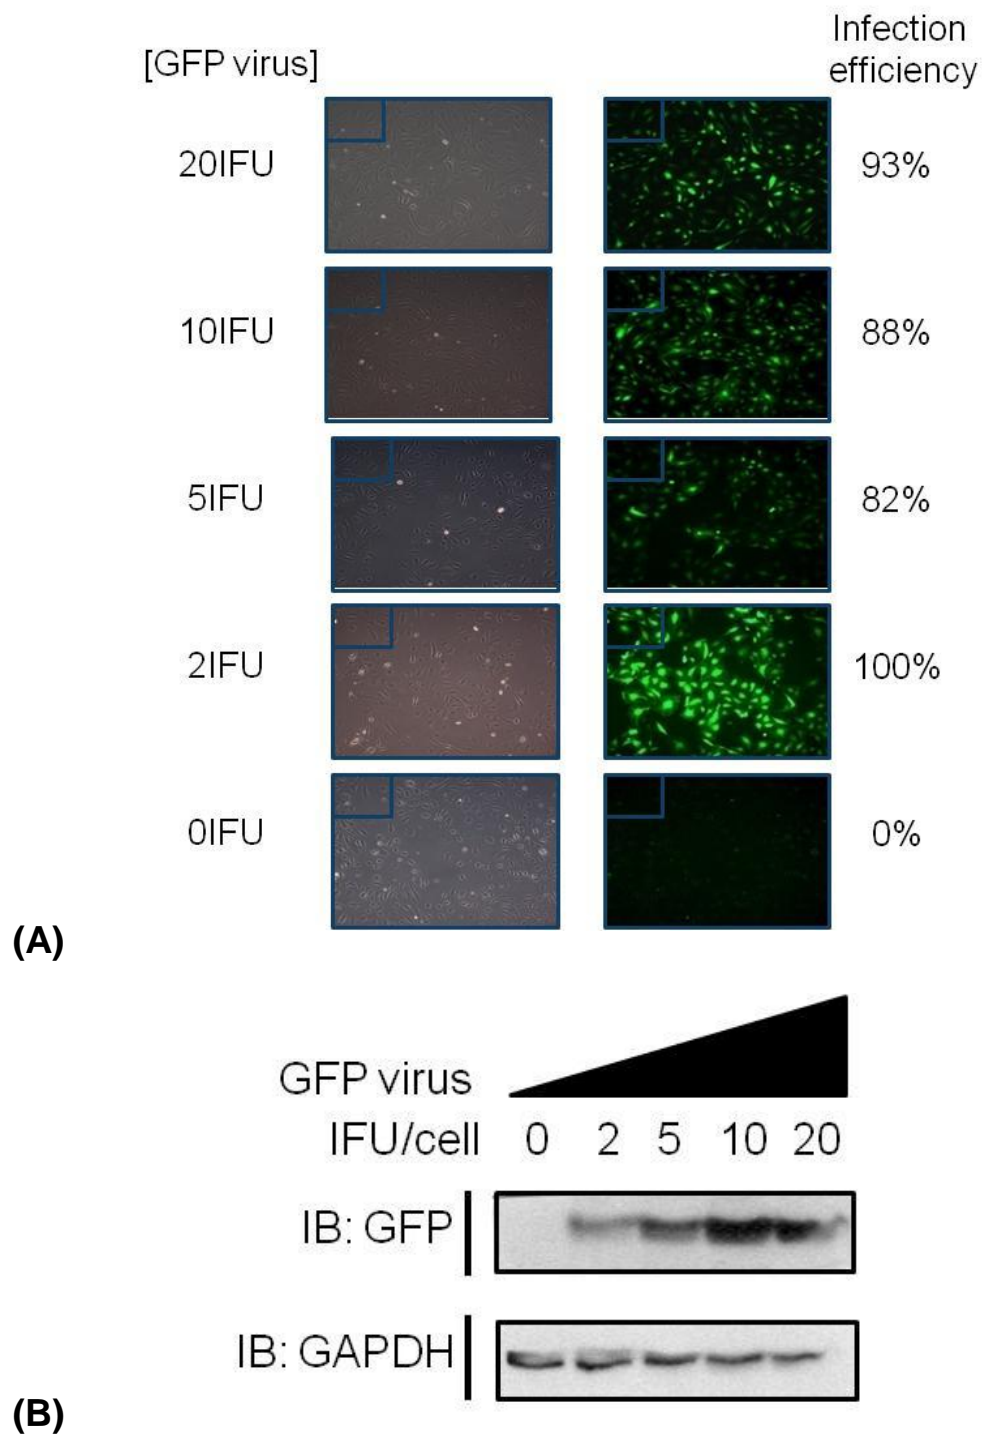 Infection
efficiency
[GFP virus]
20IFU 93%
10IFU 88%
5IFU 82%
2IFU 100%
0IFU 0%
(A)
GFP virus
IFU/cell 0 2 5 10 20
IB: GFP
IB: GAPDH
(B)